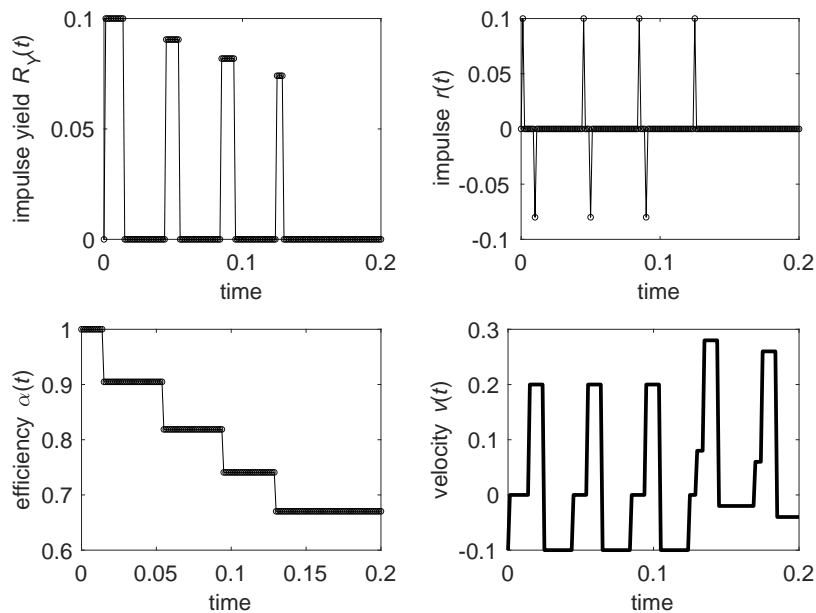 impulse yield R_Y(t)
0.1
0.05
0
0 0.1 0.2
time
impulse r(t)
0.1
0.05
0
-0.05
-0.1
0 0.1 0.2
time
efficiency α(t)
1
0.9
0.8
0.7
0.6
0 0.05 0.1 0.15 0.2
time
velocity v(t)
0.3
0.2
0.1
0
-0.1
0 0.1 0.2
time